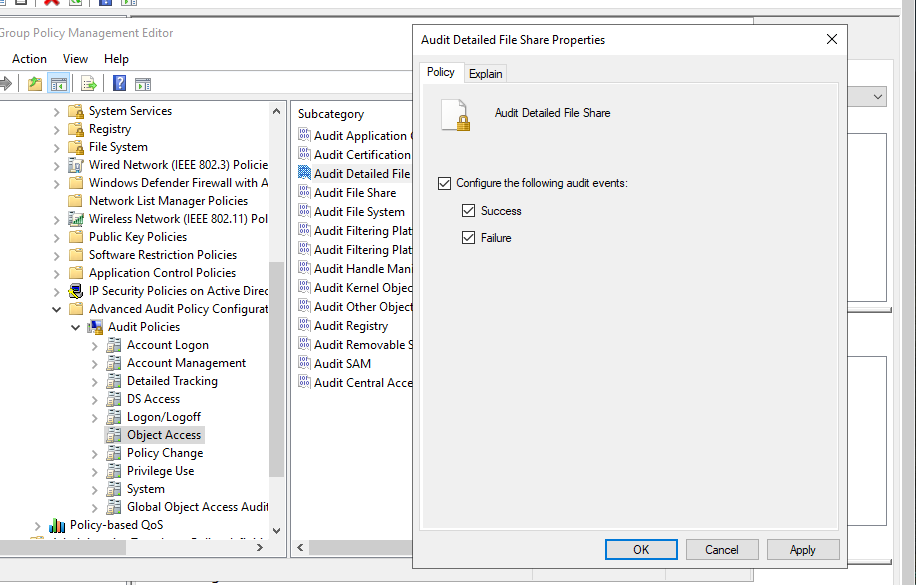 Group Policy Management Editor
Action View Help
System Services
Registry
File System
Wired Network (IEEE 802.3) Policie
Windows Defender Firewall with A
Network List Manager Policies
Wireless Network (IEEE 802.11) Pol
Public Key Policies
Software Restriction Policies
Application Control Policies
IP Security Policies on Active Direc
Advanced Audit Policy Configurat
Audit Policies
Account Logon
Account Management
Detailed Tracking
DS Access
Logon/Logoff
Object Access
Policy Change
Privilege Use
System
Global Object Access Audit
Policy-based QoS
Subcategory
Audit Application
Audit Certification
Audit Detailed File
Audit File Share
Audit File System
Audit Filtering Plat
Audit Filtering Plat
Audit Handle Mani
Audit Kernel Objec
Audit Other Object
Audit Registry
Audit Removable S
Audit SAM
Audit Central Acce
Audit Detailed File Share Properties
Policy Explain
Audit Detailed File Share
Configure the following audit events:
Success
Failure
OK Cancel Apply